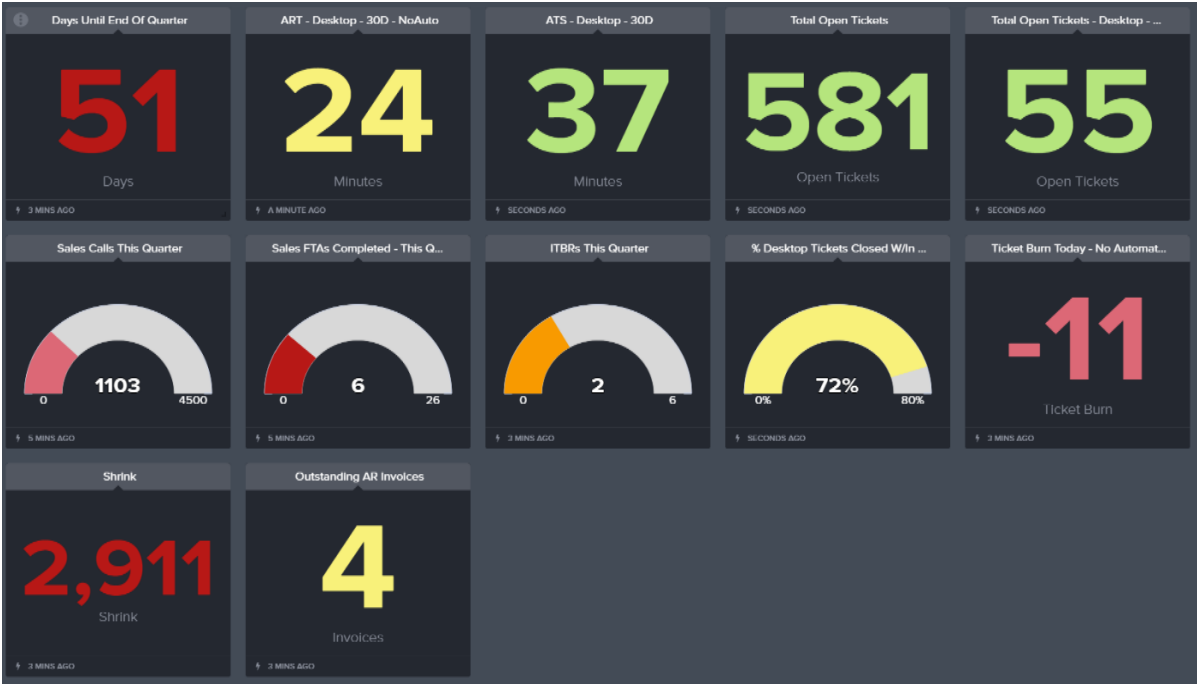 Days Until End Of Quarter
51
Days
3 MINS AGO
ART - Desktop - 30D - NoAuto
24
Minutes
A MINUTE AGO
ATS - Desktop - 30D
37
Minutes
SECONDS AGO
Total Open Tickets
581
Open Tickets
SECONDS AGO
Total Open Tickets - Desktop - ...
55
Open Tickets
SECONDS AGO
Sales Calls This Quarter
1103
0
4500
5 MINS AGO
Sales FTAs Completed - This Q...
6
0
26
5 MINS AGO
ITBRs This Quarter
2
0
6
3 MINS AGO
% Desktop Tickets Closed W/In ...
72%
0%
80%
SECONDS AGO
Ticket Burn Today - No Automat...
-11
Ticket Burn
3 MINS AGO
Shrink
2,911
Shrink
3 MINS AGO
Outstanding AR Invoices
4
Invoices
3 MINS AGO